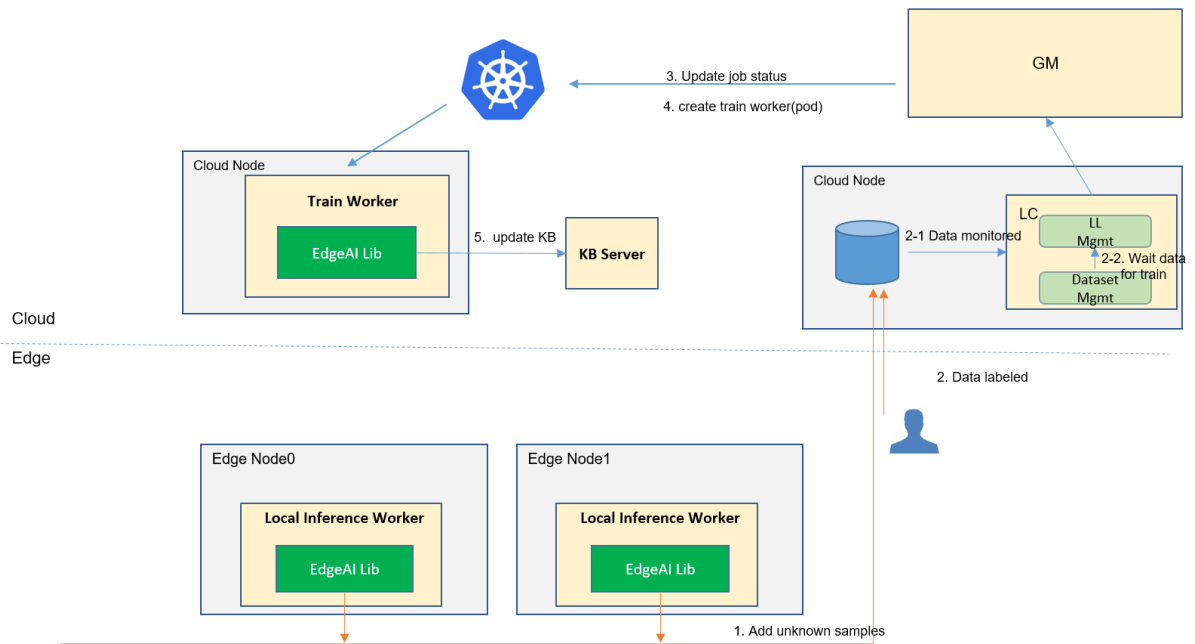 GM
3. Update job status
4. create train worker(pod)
Cloud Node
Train Worker
EdgeAI Lib
5. update KB
KB Server
Cloud Node
2-1 Data monitored
LC
LL
Mgmt
2-2. Wait data
for train
Dataset
Mgmt
Cloud
Edge
2. Data labeled
Edge Node0
Local Inference Worker
EdgeAI Lib
Edge Node1
Local Inference Worker
EdgeAI Lib
1. Add unknown samples